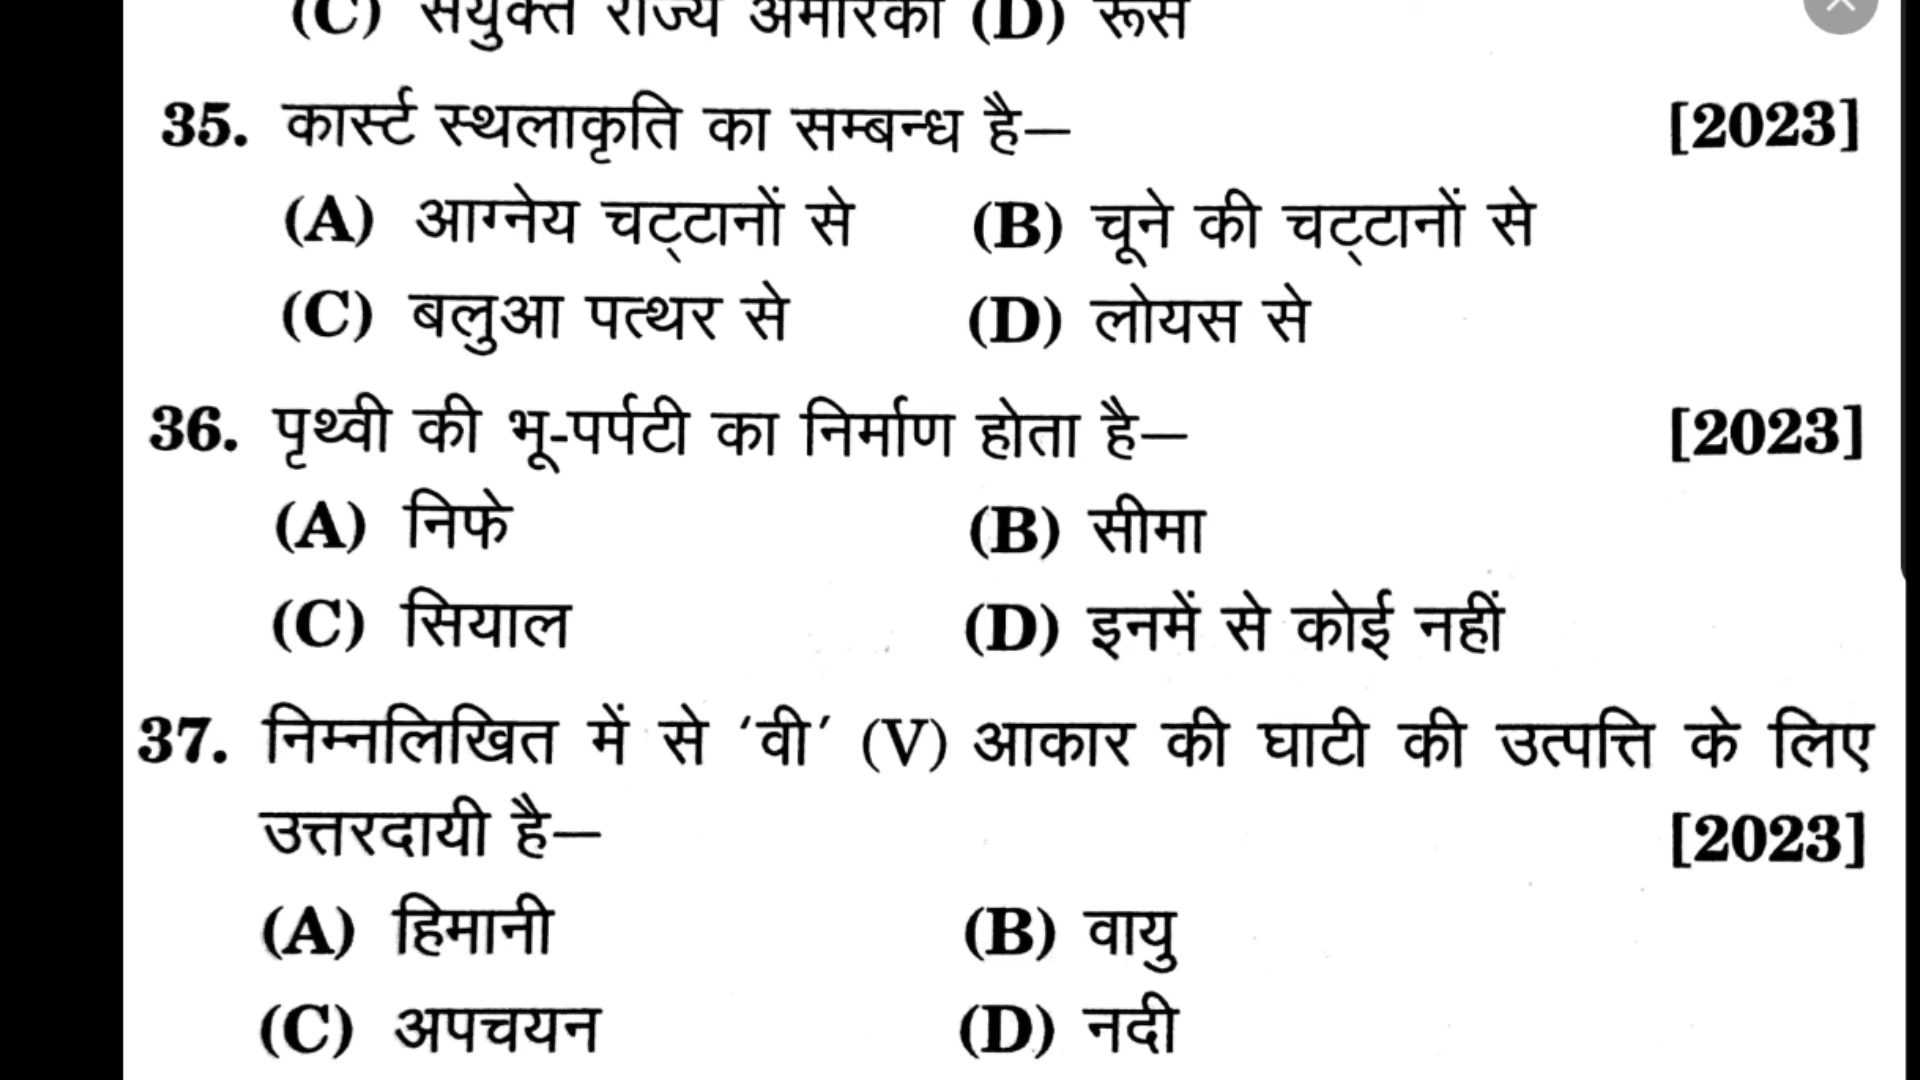 (C) संयुक्त राज्य अमेरिका (D) रूस
35. कार्स्ट स्थलाकृति का सम्बन्ध है— [2023]
(A) आग्नेय चट्टानों से (B) चूने की चट्टानों से
(C) बलुआ पत्थर से (D) लोयस से
36. पृथ्वी की भू-पर्पटी का निर्माण होता है— [2023]
(A) निफे (B) सीमा
(C) सियाल (D) इनमें से कोई नहीं
37. निम्नलिखित में से ‘वी’ (V) आकार की घाटी की उत्पत्ति के लिए
उत्तरदायी है— [2023]
(A) हिमानी (B) वायु
(C) अपचयन (D) नदी